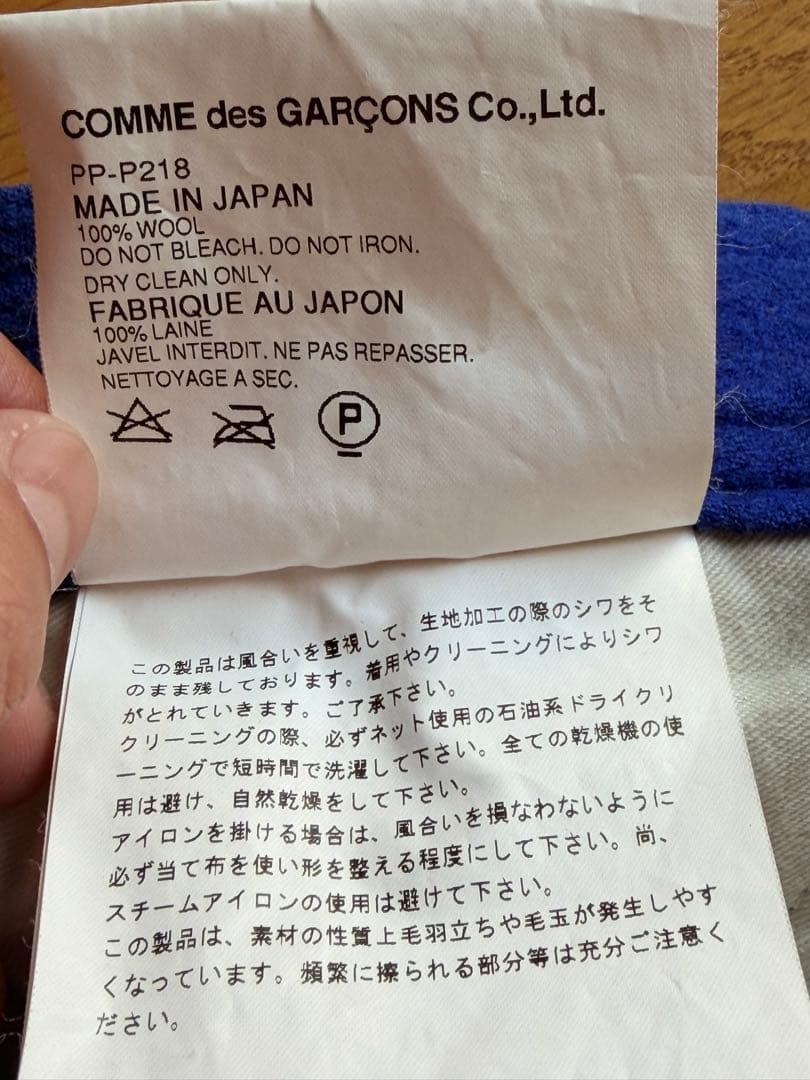 COMME des GARÇONS Co.,Ltd.
PP-P218
MADE IN JAPAN
100% WOOL
DO NOT BLEACH. DO NOT IRON.
DRY CLEAN ONLY.
FABRIQUE AU JAPON
100% LAINE
JAVEL INTERDIT. NE PAS REPASSER.
NETTOYAGE A SEC.
P
この製品は風合いを重視して、生地加工の際のシワをそ
のまま残しております。着用やクリーニングによりシワ
がとれていきます。ご了承下さい。
クリーニングの際、必ずネット使用の石油系ドライクリ
ーニングで短時間で洗濯して下さい。全ての乾燥機の使
用は避け、自然乾燥をして下さい。
アイロンを掛ける場合は、風合いを損なわないように
必ず当て布を使い形を整える程度にして下さい。尚、
スチームアイロンの使用は避けて下さい。
この製品は、素材の性質上毛羽立ちや毛玉が発生しやす
くなっています。頻繁に擦られる部分等は充分ご注意く
ださい。